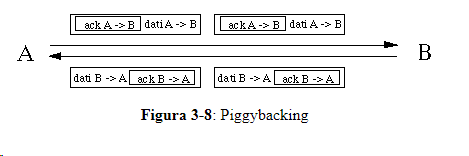 ack A -> B dati A -> B ack A -> B dati A -> B
A B
dati B -> A ack B -> A dati B -> A ack B -> A
Figura 3-8: Piggybacking